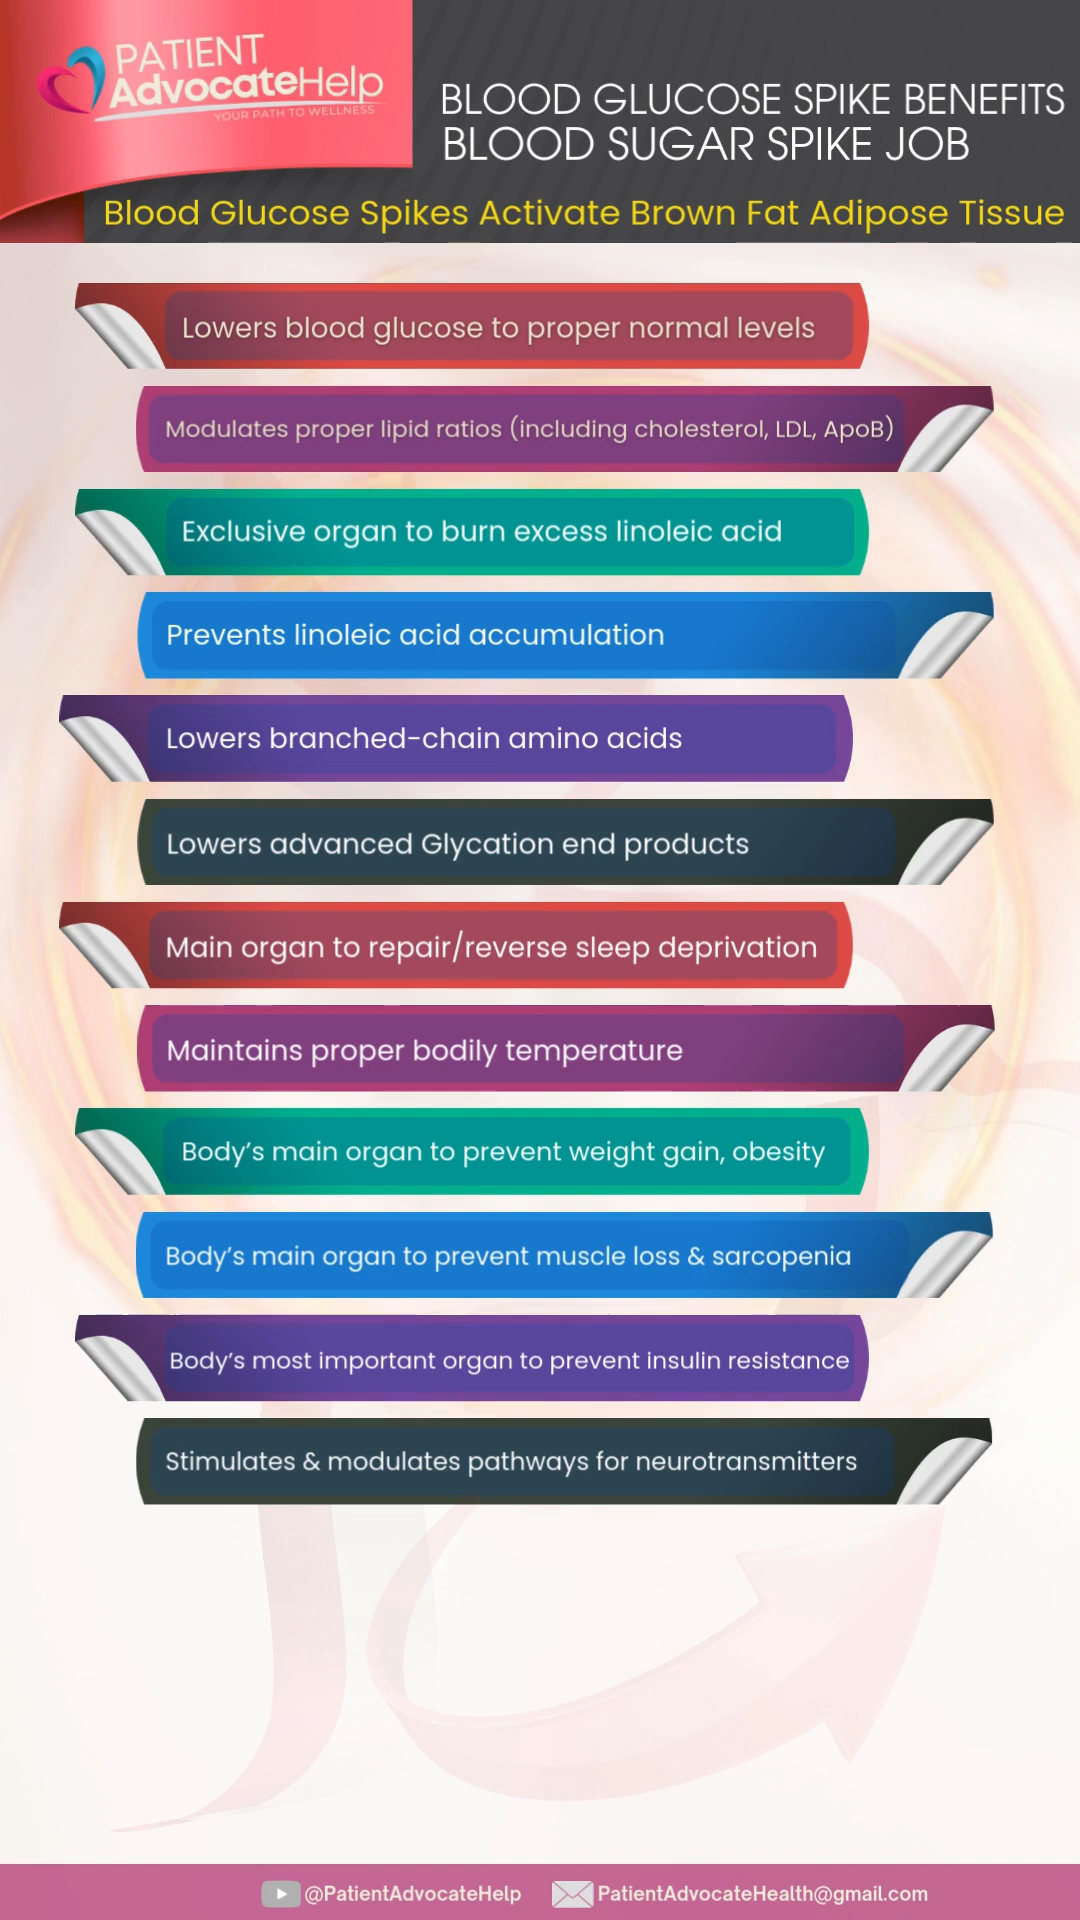 PATIENT
AdvocateHelp
YOUR PATH TO WELLNESS
BLOOD GLUCOSE SPIKE BENEFITS
BLOOD SUGAR SPIKE JOB
Blood Glucose Spikes Activate Brown Fat Adipose Tissue
Lowers blood glucose to proper normal levels
Modulates proper lipid ratios (including cholesterol, LDL, ApoB)
Exclusive organ to burn excess linoleic acid
Prevents linoleic acid accumulation
Lowers branched-chain amino acids
Lowers advanced Glycation end products
Main organ to repair/reverse sleep deprivation
Maintains proper bodily temperature
Body's main organ to prevent weight gain, obesity
Body's main organ to prevent muscle loss & sarcopenia
Body's most important organ to prevent insulin resistance
Stimulates & modulates pathways for neurotransmitters
@PatientAdvocateHelp PatientAdvocateHealth@gmail.com